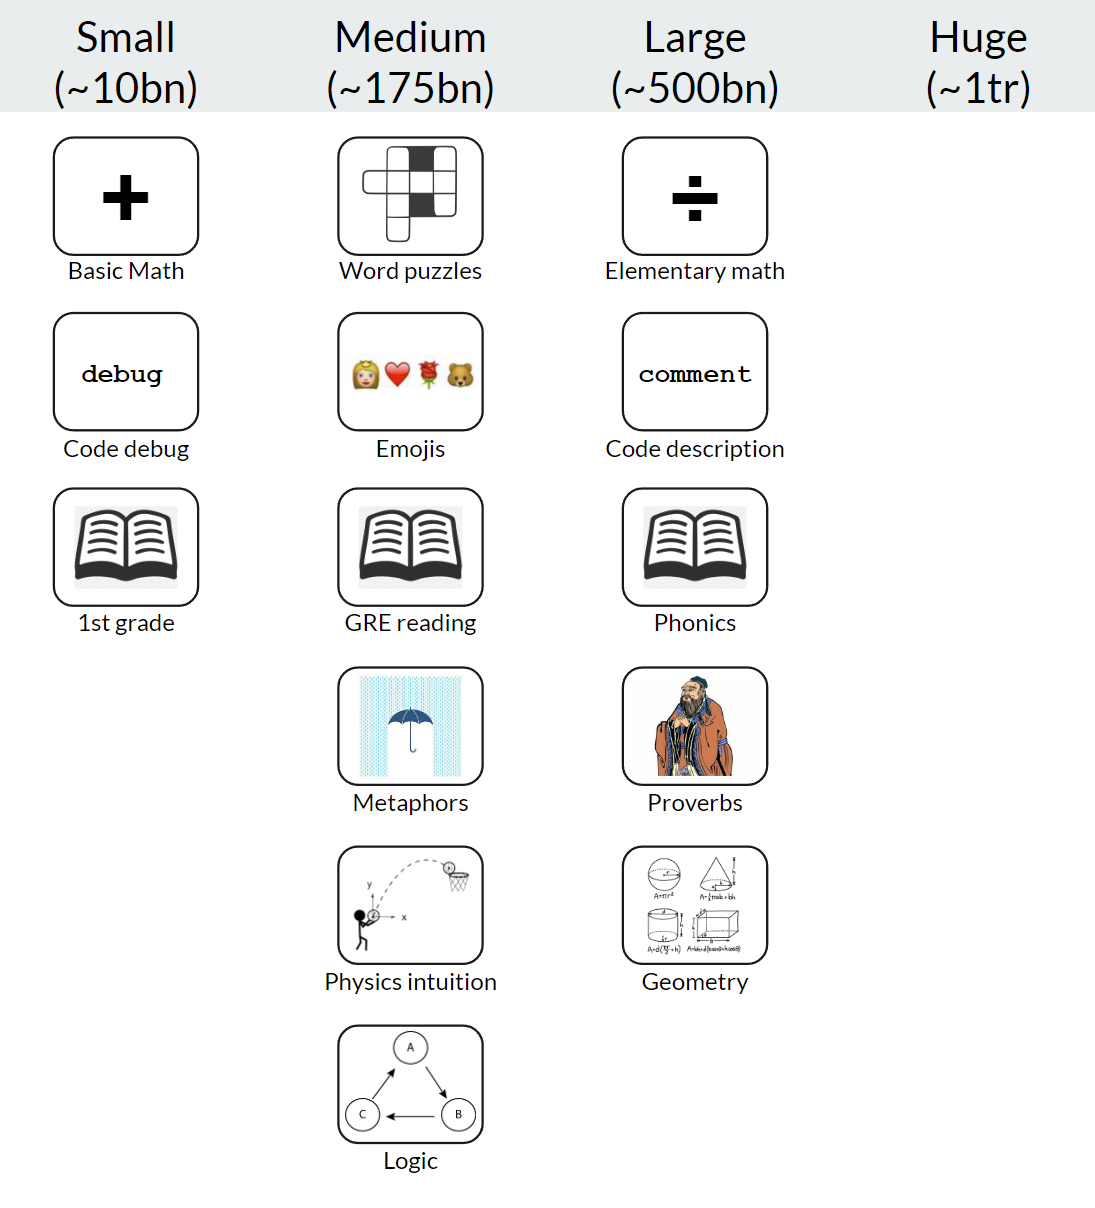 Small
(~10bn)
Medium
(~175bn)
Large
(~500bn)
Huge
(~1tr)
+
Basic Math
Word puzzles
÷
Elementary math
debug
Code debug
Emojis
comment
Code description
1st grade
GRE reading
Phonics
Metaphors
Proverbs
y
x
Physics intuition
r
h
A=πr²
Geometry
A
C
B
Logic